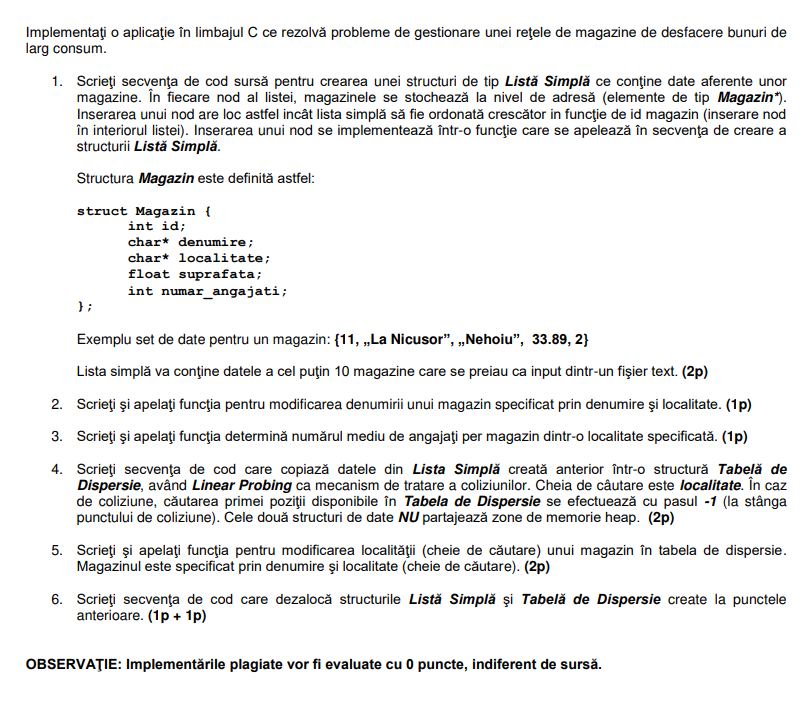 Implementaţi o aplicaţie în limbajul C ce rezolvă probleme de gestionare unei reţele de magazine de desfacere bunuri de
larg consum.
1. Scrieţi secvenţa de cod sursă pentru crearea unei structuri de tip Listă Simplă ce conţine date aferente unor
magazine. În fiecare nod al listei, magazinele se stochează la nivel de adresă (elemente de tip Magazin*).
Inserarea unui nod are loc astfel incât lista simplă să fie ordonată crescător in funcţie de id magazin (inserare nod
în interiorul listei). Inserarea unui nod se implementează într-o funcţie care se apelează în secvenţa de creare a
structurii Listă Simplă.
Structura Magazin este definită astfel:
struct Magazin {
int id;
char* denumire;
char* localitate;
float suprafata;
int numar_angajati;
};
Exemplu set de date pentru un magazin: {11, „La Nicusor”, „Nehoiu”, 33.89, 2}
Lista simplă va conţine datele a cel puţin 10 magazine care se preiau ca input dintr-un fişier text. (2p)
2. Scrieţi şi apelaţi funcţia pentru modificarea denumirii unui magazin specificat prin denumire şi localitate. (1p)
3. Scrieţi şi apelaţi funcţia determină numărul mediu de angajaţi per magazin dintr-o localitate specificată. (1p)
4. Scrieţi secvenţa de cod care copiază datele din Lista Simplă creată anterior într-o structură Tabelă de
Dispersie, având Linear Probing ca mecanism de tratare a coliziunilor. Cheia de căutare este localitate. În caz
de coliziune, căutarea primei poziţii disponibile în Tabela de Dispersie se efectuează cu pasul -1 (la stânga
punctului de coliziune). Cele două structuri de date NU partajează zone de memorie heap. (2p)
5. Scrieţi şi apelaţi funcţia pentru modificarea localităţii (cheie de căutare) unui magazin în tabela de dispersie.
Magazinul este specificat prin denumire şi localitate (cheie de căutare). (2p)
6. Scrieţi secvenţa de cod care dezalocă structurile Listă Simplă şi Tabelă de Dispersie create la punctele
anterioare. (1p + 1p)
OBSERVAŢIE: Implementările plagiate vor fi evaluate cu 0 puncte, indiferent de sursă.